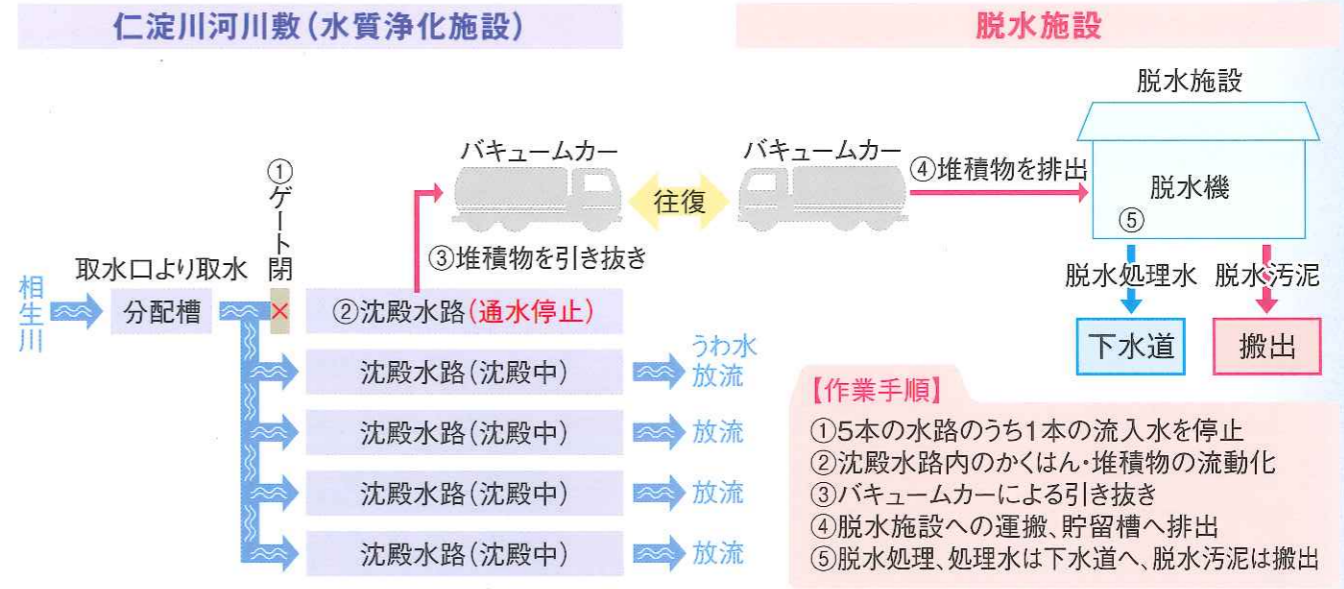 仁淀川河川敷(水質浄化施設)
脱水施設
脱水施設
バキュームカー
バキュームカー
往復
④堆積物を排出
脱水機
⑤
①ゲート閉
③堆積物を引き抜き
脱水処理水
脱水汚泥
下水道
搬出
相生川
取水口より取水
分配槽
×
②沈殿水路(通水停止)
沈殿水路(沈殿中)
うわ水
放流
沈殿水路(沈殿中)
放流
沈殿水路(沈殿中)
放流
沈殿水路(沈殿中)
放流
【作業手順】
①5本の水路のうち1本の流入水を停止
②沈殿水路内のかくはん・堆積物の流動化
③バキュームカーによる引き抜き
④脱水施設への運搬、貯留槽へ排出
⑤脱水処理、処理水は下水道へ、脱水汚泥は搬出